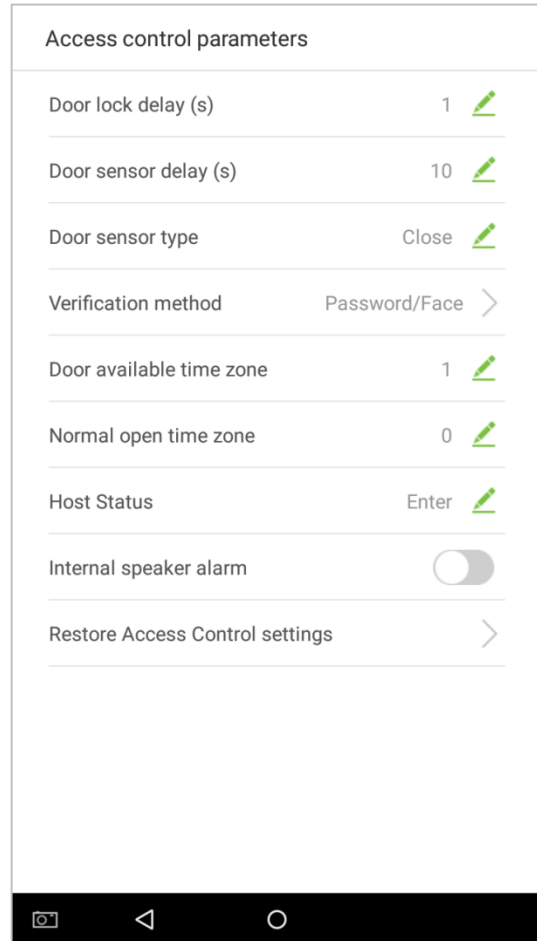 Access control parameters
Door lock delay (s) 1
Door sensor delay (s) 10
Door sensor type Close
Verification method Password/Face
Door available time zone 1
Normal open time zone 0
Host Status Enter
Internal speaker alarm
Restore Access Control settings